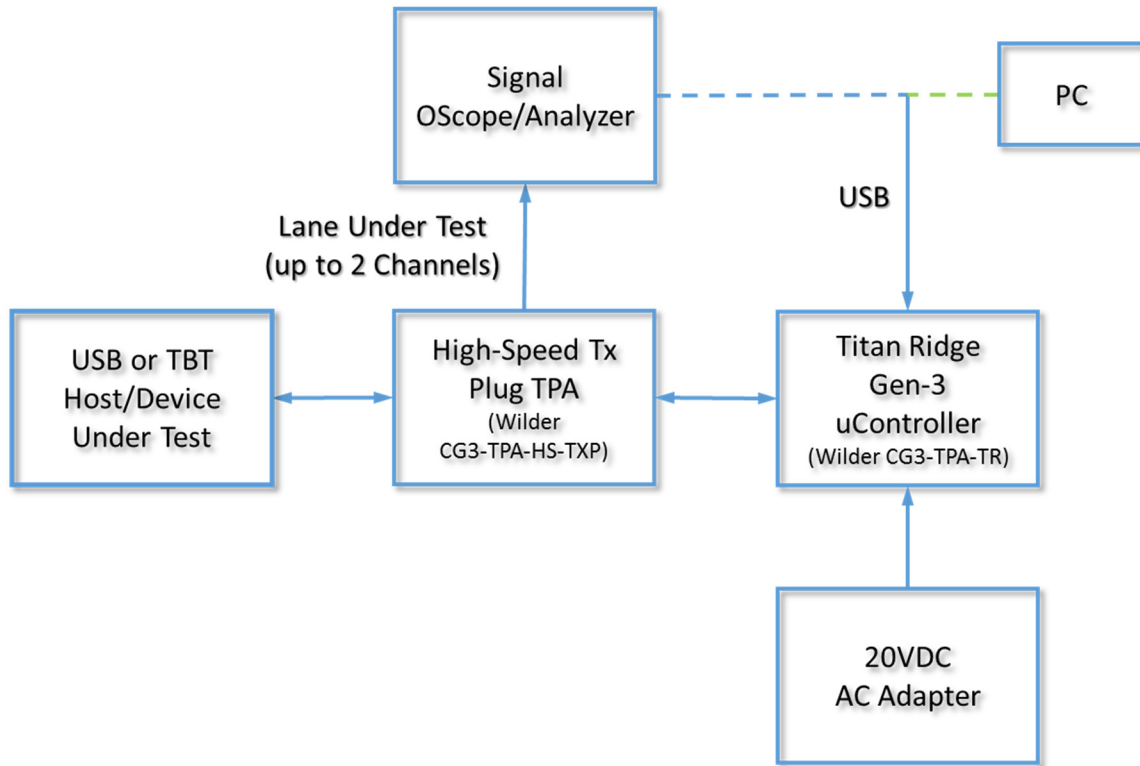 Signal
OScope/Analyzer
PC
USB
Lane Under Test
(up to 2 Channels)
USB or TBT
Host/Device
Under Test
High-Speed Tx
Plug TPA
(Wilder
CG3-TPA-HS-TXP)
Titan Ridge
Gen-3
uController
(Wilder CG3-TPA-TR)
20VDC
AC Adapter